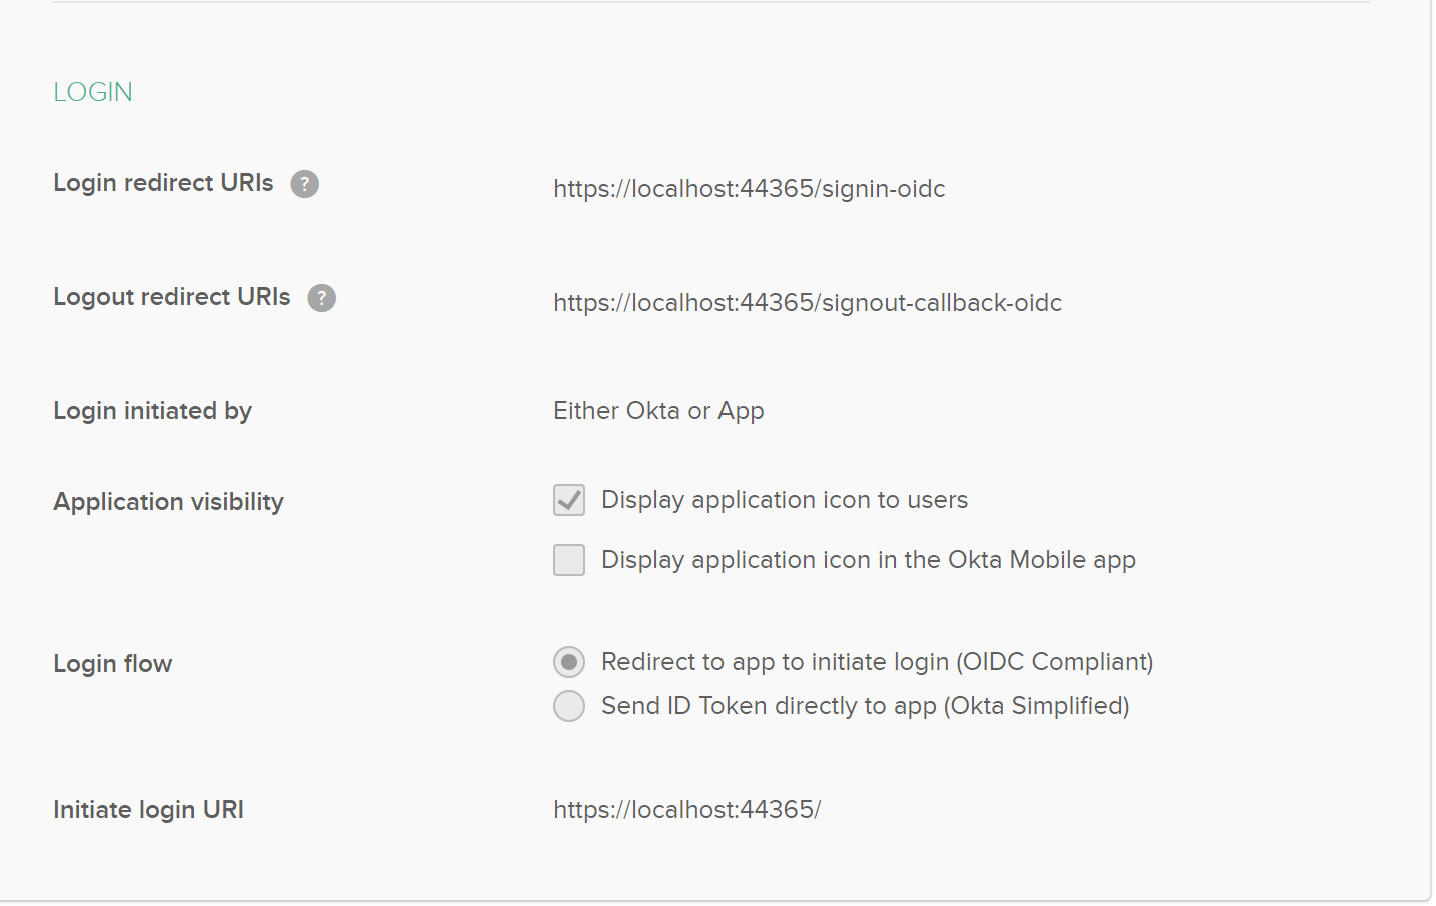 LOGIN
Login redirect URIs ?
https://localhost:44365/signin-oidc
Logout redirect URIs ?
https://localhost:44365/signout-callback-oidc
Login initiated by
Either Okta or App
Application visibility
Display application icon to users
Display application icon in the Okta Mobile app
Login flow
Redirect to app to initiate login (OIDC Compliant)
Send ID Token directly to app (Okta Simplified)
Initiate login URI
https://localhost:44365/